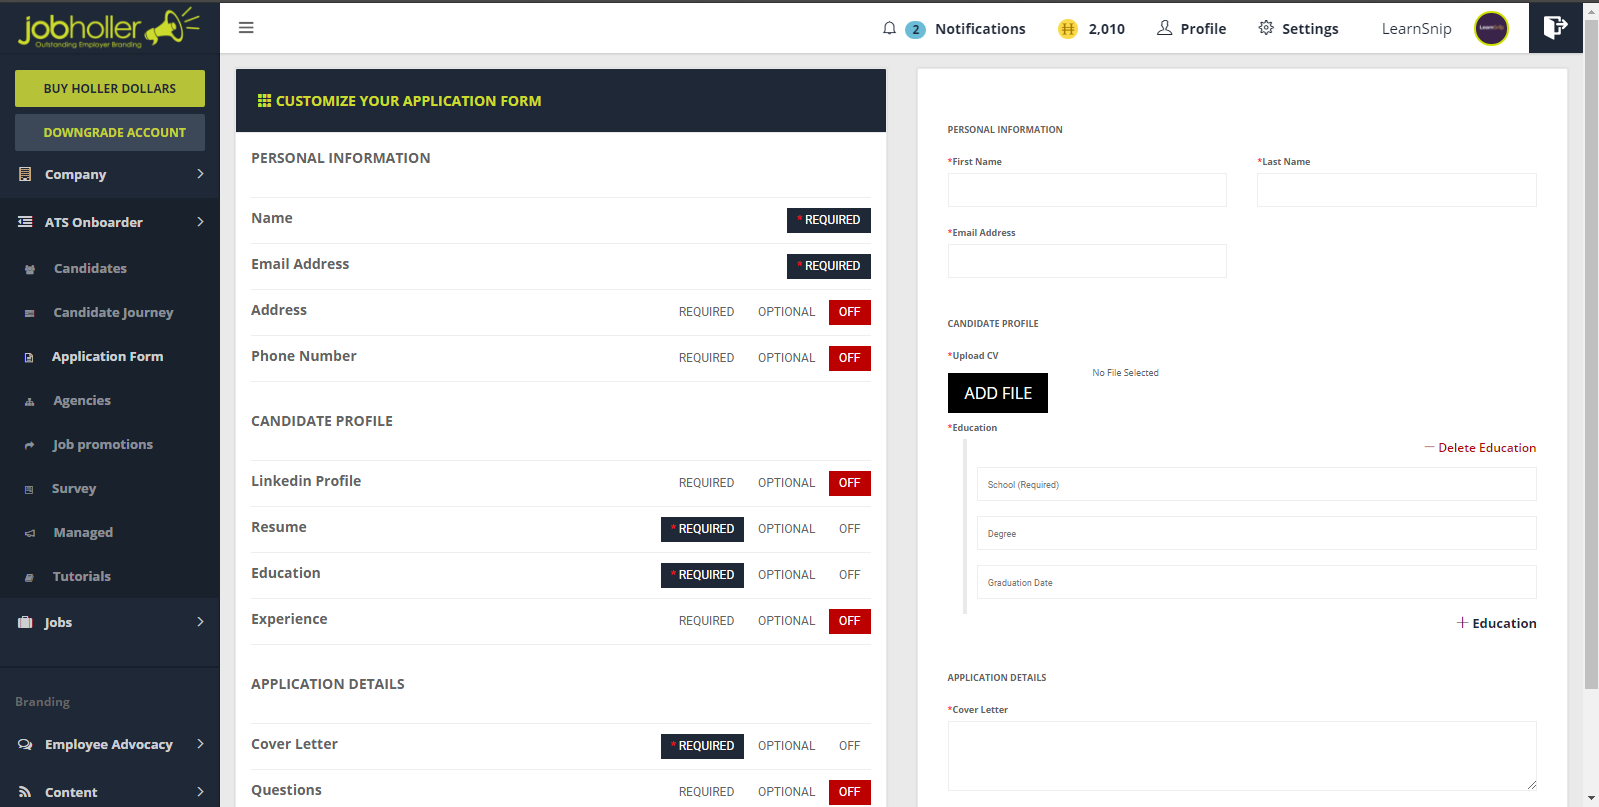 jobholler
Outstanding Employer Branding
2 Notifications
2,010
Profile
Settings
LearnSnip
LearnSnip
BUY HOLLER DOLLARS
DOWNGRADE ACCOUNT
Company
ATS Onboarder
Candidates
Candidate Journey
Application Form
Agencies
Job promotions
Survey
Managed
Tutorials
Jobs
Branding
Employee Advocacy
Content
CUSTOMIZE YOUR APPLICATION FORM
PERSONAL INFORMATION
Name * REQUIRED
Email Address * REQUIRED
Address REQUIRED OPTIONAL OFF
Phone Number REQUIRED OPTIONAL OFF
CANDIDATE PROFILE
Linkedin Profile REQUIRED OPTIONAL OFF
Resume * REQUIRED OPTIONAL OFF
Education * REQUIRED OPTIONAL OFF
Experience REQUIRED OPTIONAL OFF
APPLICATION DETAILS
Cover Letter * REQUIRED OPTIONAL OFF
Questions REQUIRED OPTIONAL OFF
PERSONAL INFORMATION
*First Name *Last Name
*Email Address
CANDIDATE PROFILE
*Upload CV
ADD FILE No File Selected
*Education
Delete Education
School (Required)
Degree
Graduation Date
Education
APPLICATION DETAILS
*Cover Letter